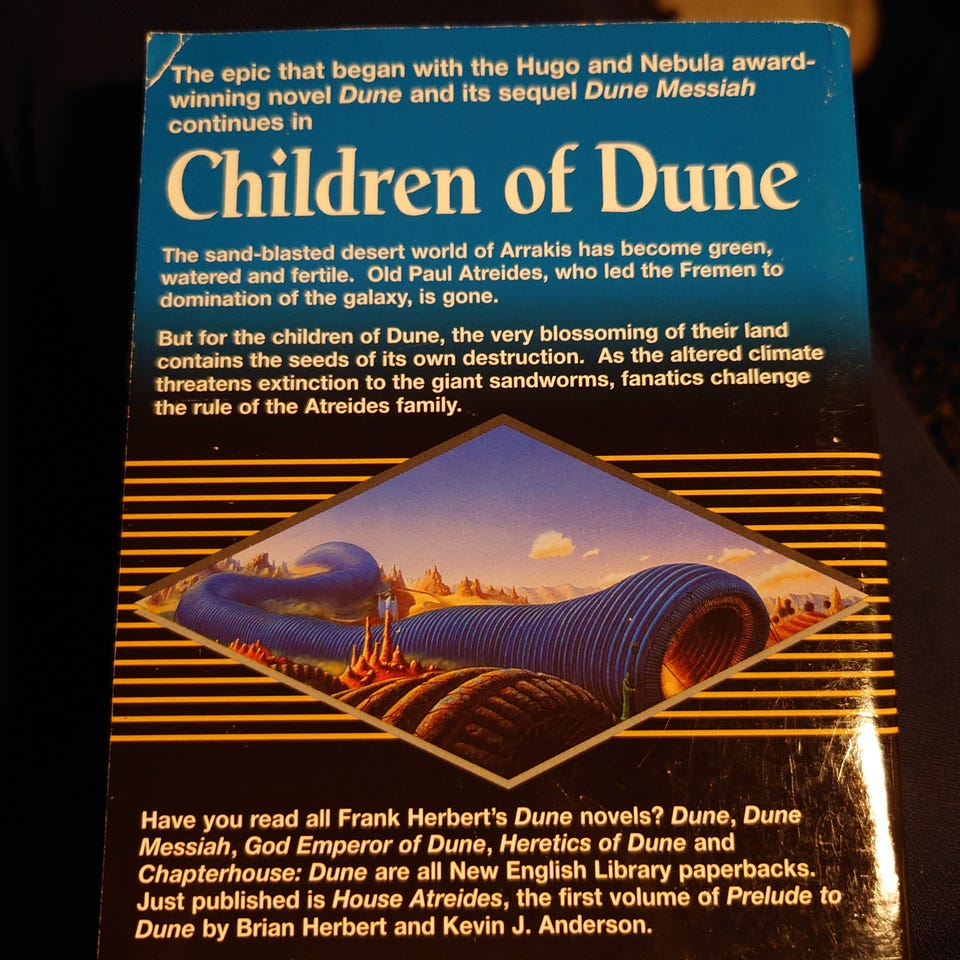 The epic that began with the Hugo and Nebula award-
winning novel Dune and its sequel Dune Messiah
continues in
Children of Dune
The sand-blasted desert world of Arrakis has become green,
watered and fertile. Old Paul Atreides, who led the Fremen to
domination of the galaxy, is gone.
But for the children of Dune, the very blossoming of their land
contains the seeds of its own destruction. As the altered climate
threatens extinction to the giant sandworms, fanatics challenge
the rule of the Atreides family.
Have you read all Frank Herbert's Dune novels? Dune, Dune
Messiah, God Emperor of Dune, Heretics of Dune and
Chapterhouse: Dune are all New English Library paperbacks.
Just published is House Atreides, the first volume of Prelude to
Dune by Brian Herbert and Kevin J. Anderson.